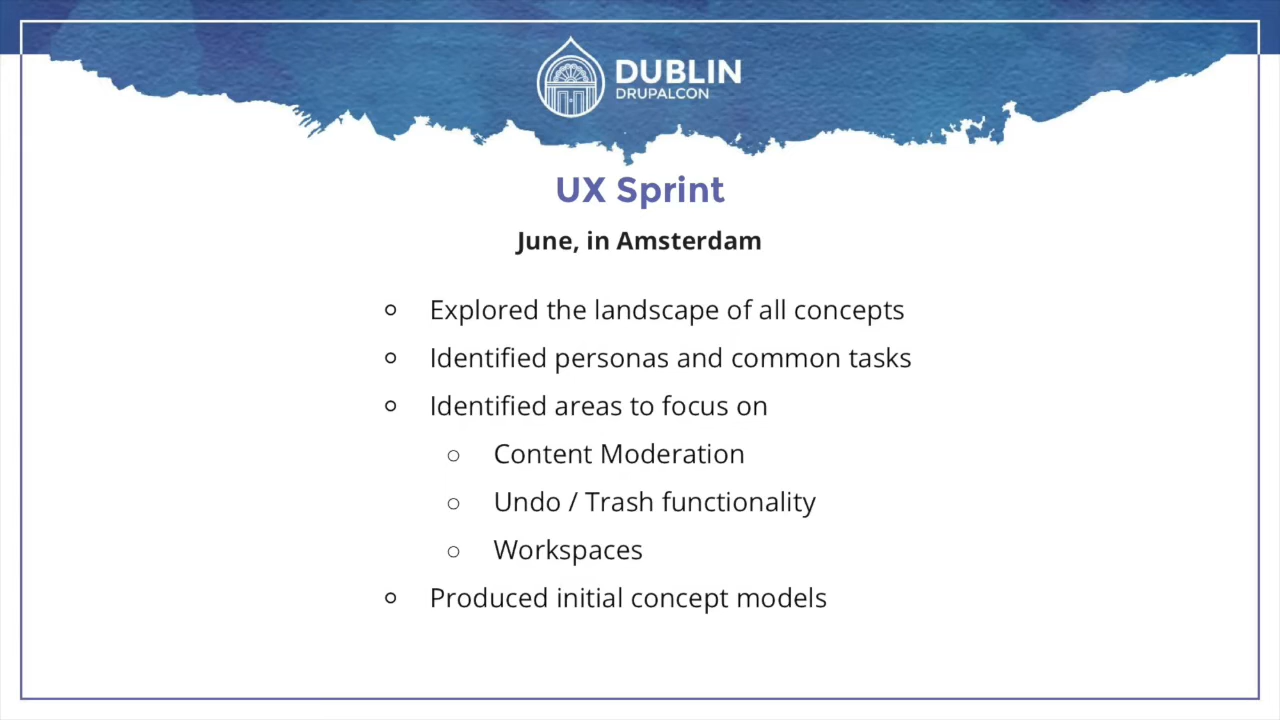 DUBLIN
DRUPALCON
UX Sprint
June, in Amsterdam
Explored the landscape of all concepts
Identified personas and common tasks
Identified areas to focus on
Content Moderation
Undo / Trash functionality
Workspaces
Produced initial concept models